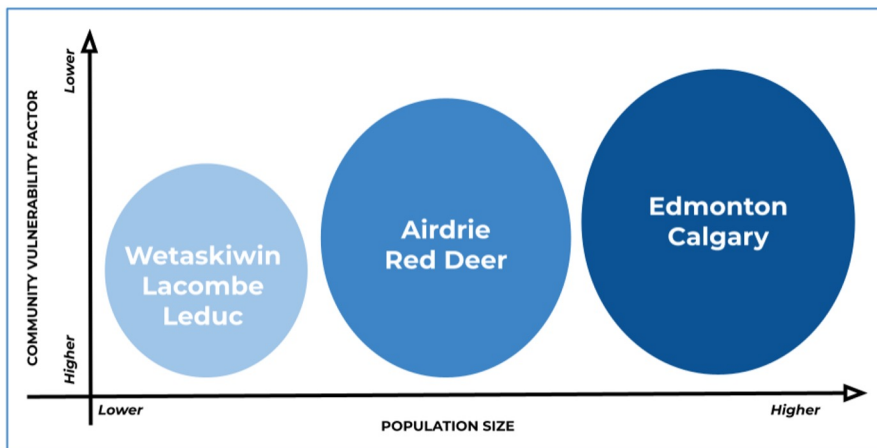 COMMUNITY VULNERABILITY FACTOR
Lower
Higher
Wetaskiwin
Lacombe
Leduc
Airdrie
Red Deer
Edmonton
Calgary
Lower
Higher
POPULATION SIZE